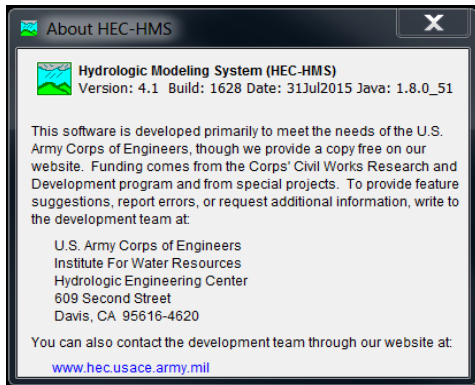 About HEC-HMS
X
Hydrologic Modeling System (HEC-HMS)
Version: 4.1 Build: 1628 Date: 31Jul2015 Java: 1.8.0_51
This software is developed primarily to meet the needs of the U.S.
Army Corps of Engineers, though we provide a copy free on our
website. Funding comes from the Corps' Civil Works Research and
Development program and from special projects. To provide feature
suggestions, report errors, or request additional information, write to
the development team at:
U.S. Army Corps of Engineers
Institute For Water Resources
Hydrologic Engineering Center
609 Second Street
Davis, CA 95616-4620
You can also contact the development team through our website at:
www.hec.usace.army.mil